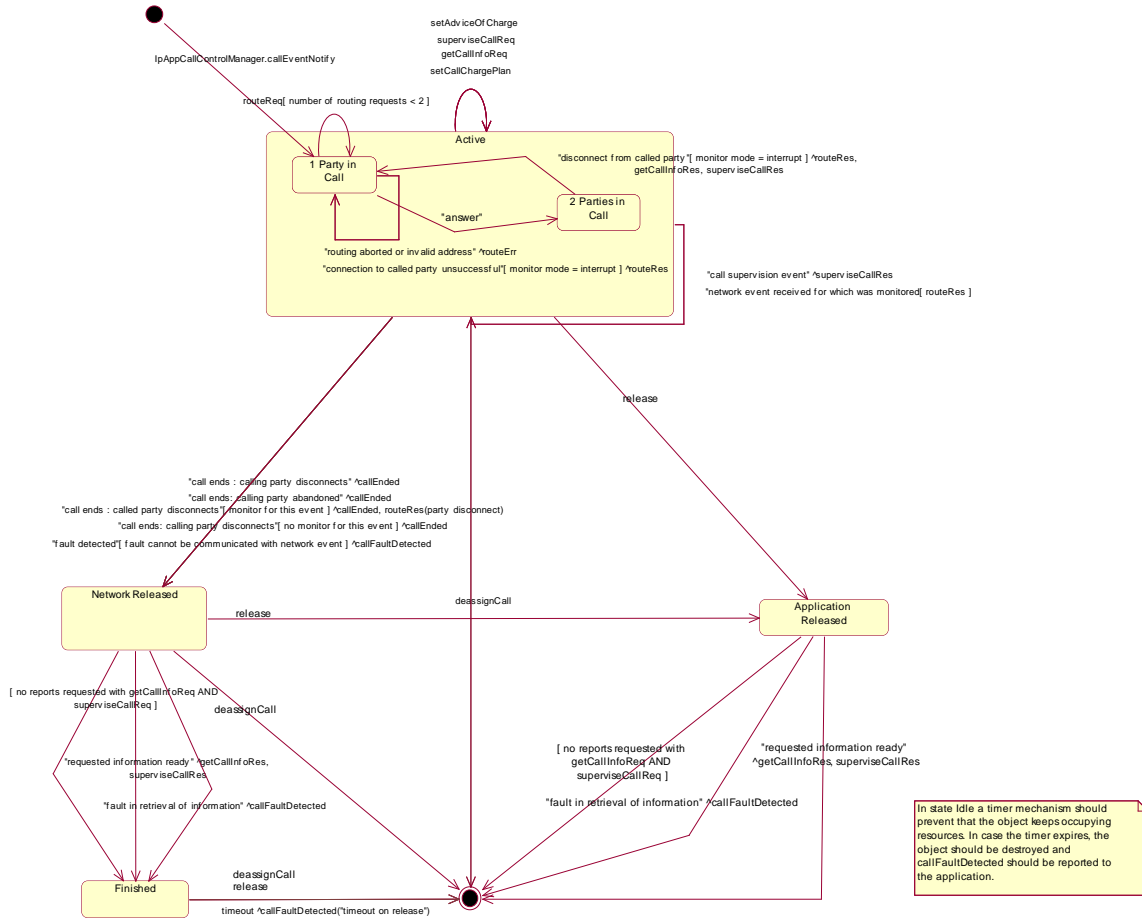 setAdviceOfCharge
superviseCallReq
getCallInfoReq
setCallChargePlan
IpAppCallControlManager.callEventNotify
routeReq[ number of routing requests < 2 ]
Active
1 Party in
Call
"disconnect from called party"[ monitor mode = interrupt ] ^routeRes,
getCallInfoRes, superviseCallRes
2 Parties in
Call
"answer"
"routing aborted or invalid address" ^routeErr
"connection to called party unsuccessful"[ monitor mode = interrupt ] ^routeRes
"call supervision event" ^superviseCallRes
"network event received for which was monitored[ routeRes ]
release
"call ends : calling party disconnects" ^callEnded
"call ends: calling party abandoned" ^callEnded
"call ends : called party disconnects"[ monitor for this event ] ^callEnded, routeRes(party disconnect)
"call ends: calling party disconnects"[ no monitor for this event ] ^callEnded
"fault detected"[ fault cannot be communicated with network event ] ^callFaultDetected
Network Released
release
deassignCall
Application
Released
[ no reports requested with getCallInfoReq AND
superviseCallReq ]
deassignCall
"requested information ready" ^getCallInfoRes,
superviseCallRes
"fault in retrieval of information" ^callFaultDetected
[ no reports requested with
getCallInfoReq AND
superviseCallReq ]
"requested information ready"
^getCallInfoRes, superviseCallRes
"fault in retrieval of information" ^callFaultDetected
In state Idle a timer mechanism should
prevent that the object keeps occupying
resources. In case the timer expires, the
object should be destroyed and
callFaultDetected should be reported to
the application.
Finished
deassignCall
release
timeout ^callFaultDetected("timeout on release")